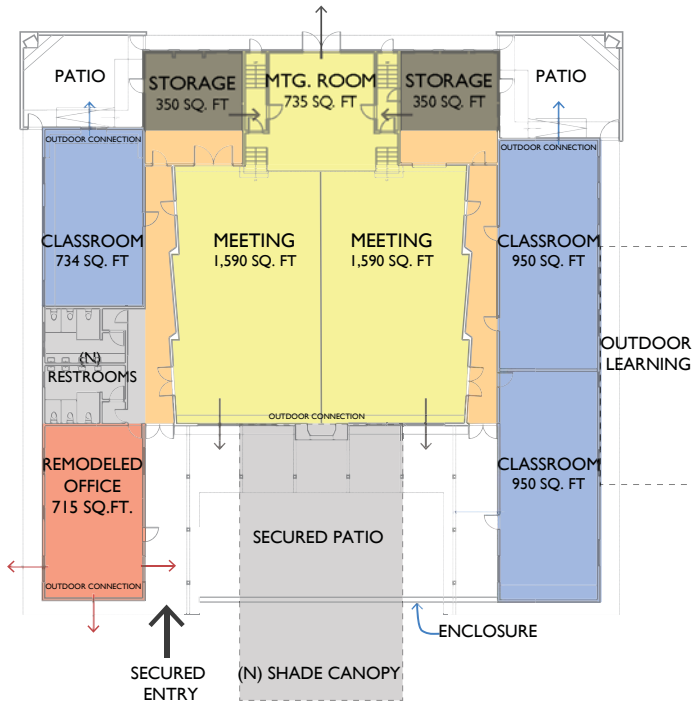 PATIO
STORAGE
350 SQ. FT
MTG. ROOM
735 SQ. FT
STORAGE
350 SQ. FT
PATIO
OUTDOOR CONNECTION
OUTDOOR CONNECTION
CLASSROOM
734 SQ. FT
MEETING
1,590 SQ. FT
MEETING
1,590 SQ. FT
CLASSROOM
950 SQ. FT
(N)
RESTROOMS
OUTDOOR
LEARNING
OUTDOOR CONNECTION
REMODELED
OFFICE
715 SQ.FT.
CLASSROOM
950 SQ. FT
SECURED PATIO
OUTDOOR CONNECTION
ENCLOSURE
SECURED
ENTRY
(N) SHADE CANOPY